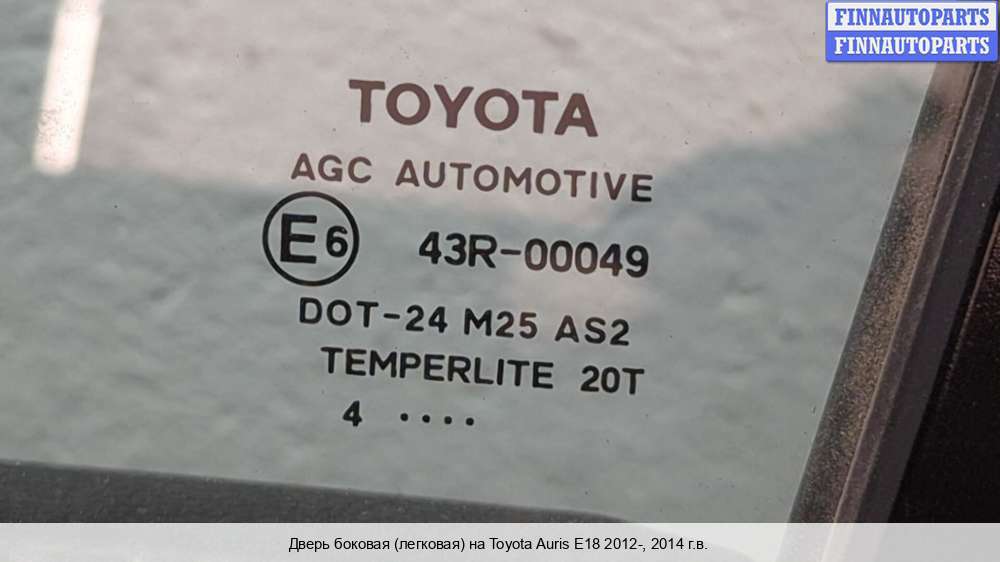 FINNAUTOPARTS
FINNAUTOPARTS
TOYOTA
AGC AUTOMOTIVE
E6 43R-00049
DOT-24 M25 AS2
TEMPERLITE 20T
4 ....
Дверь боковая (легковая) на Toyota Auris E18 2012-, 2014 г.в.